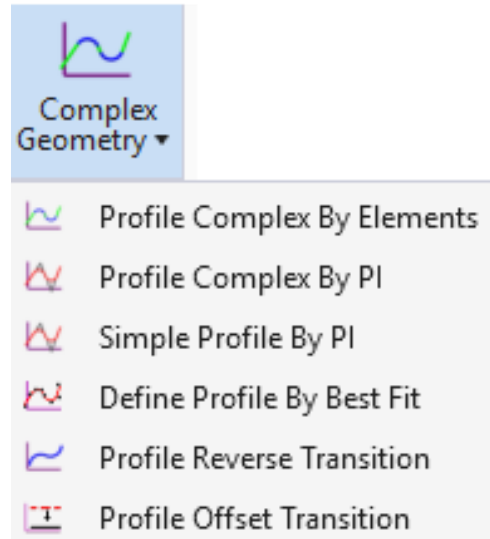 Complex
Geometry
Profile Complex By Elements
Profile Complex By PI
Simple Profile By PI
Define Profile By Best Fit
Profile Reverse Transition
Profile Offset Transition